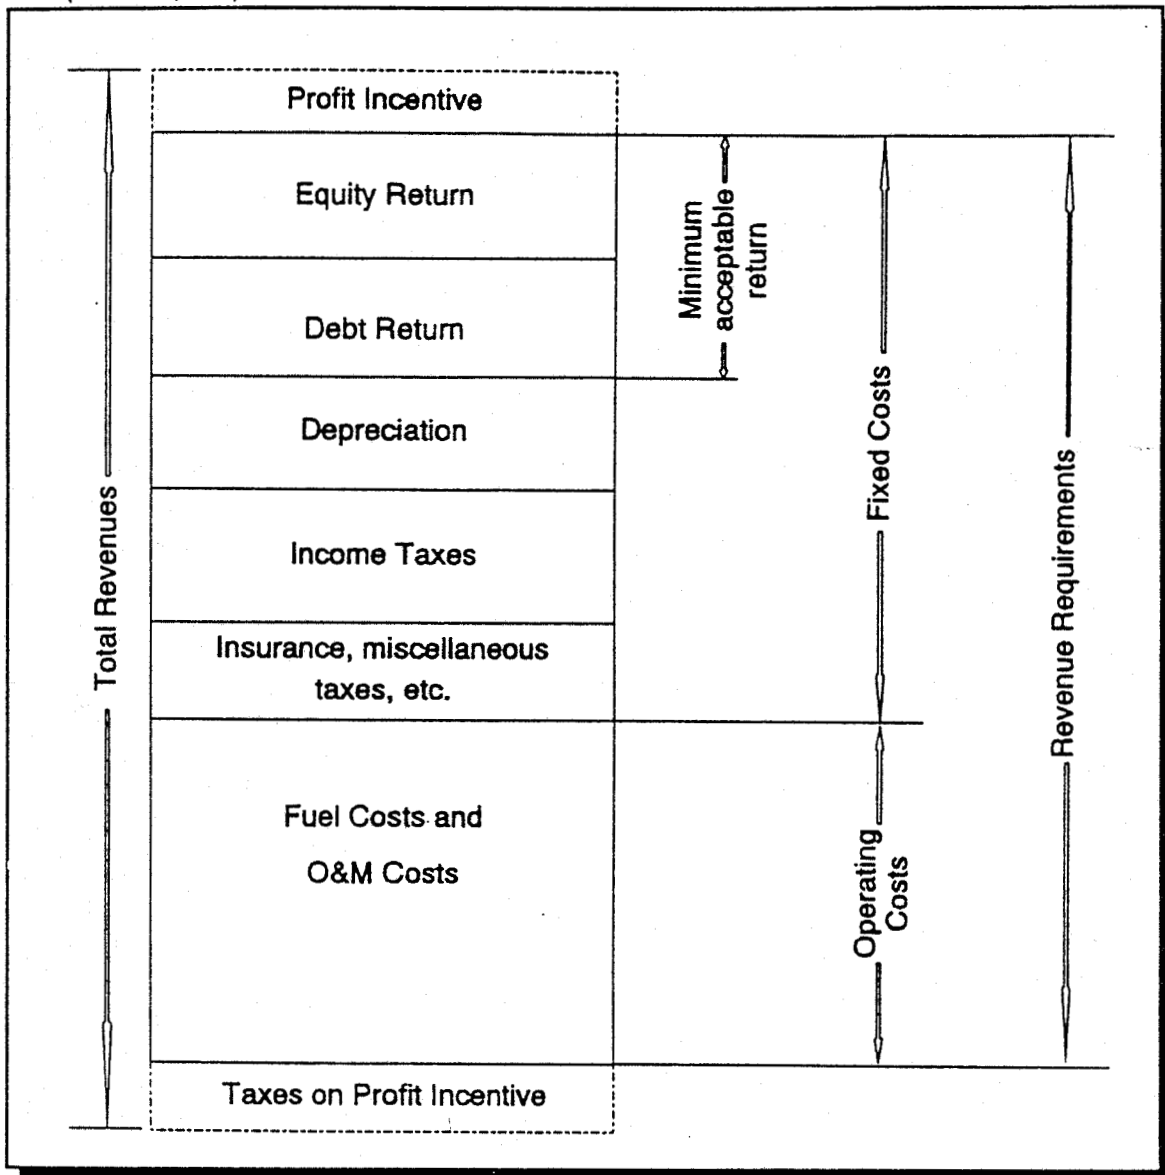 Profit Incentive
Equity Return
Debt Return
Depreciation
Income Taxes
Insurance, miscellaneous
taxes, etc.
Fuel Costs and
O&M Costs
Taxes on Profit Incentive
Total Revenues
Minimum
acceptable
return
Fixed Costs
Operating
Costs
Revenue Requirements